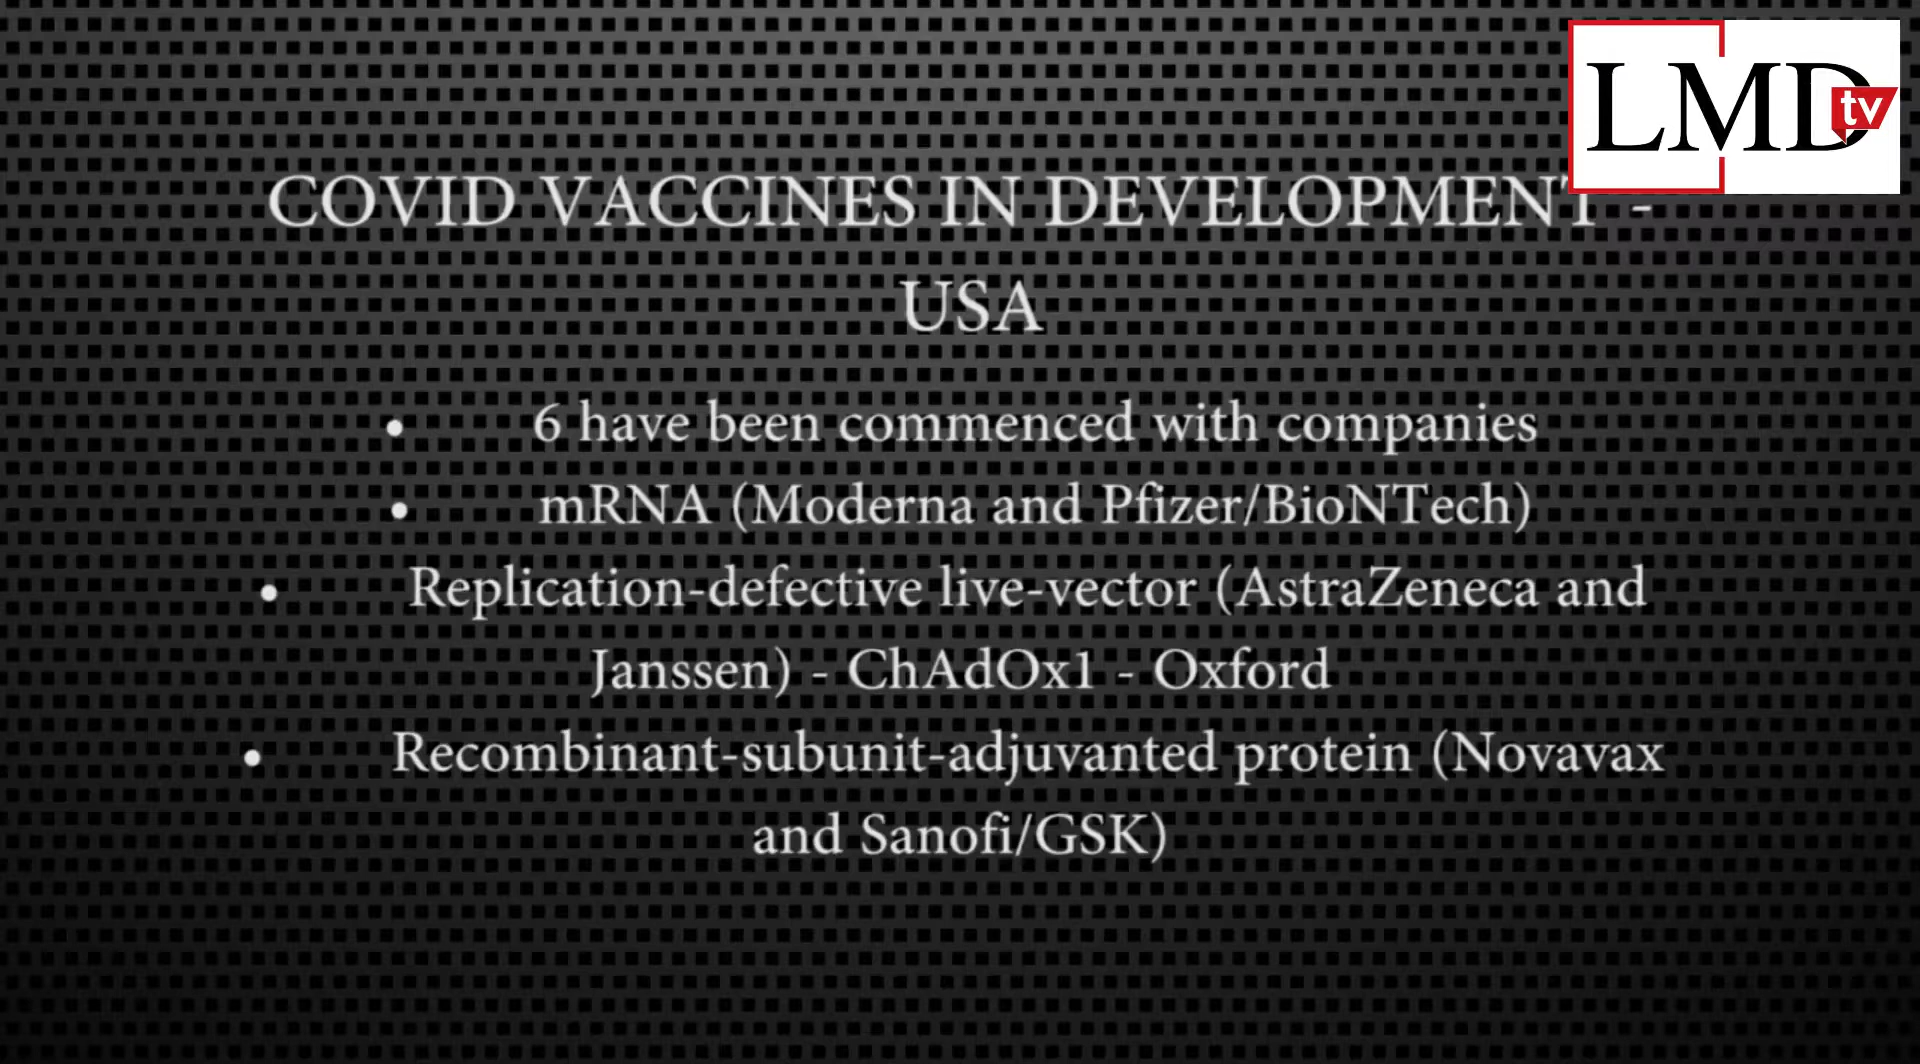 LMD tv
COVID VACCINES IN DEVELOPMENT -
USA
• 6 have been commenced with companies
• mRNA (Moderna and Pfizer/BioNTech)
• Replication-defective live-vector (AstraZeneca and
Janssen) - ChAdOx1 - Oxford
• Recombinant-subunit-adjuvanted protein (Novavax
and Sanofi/GSK)